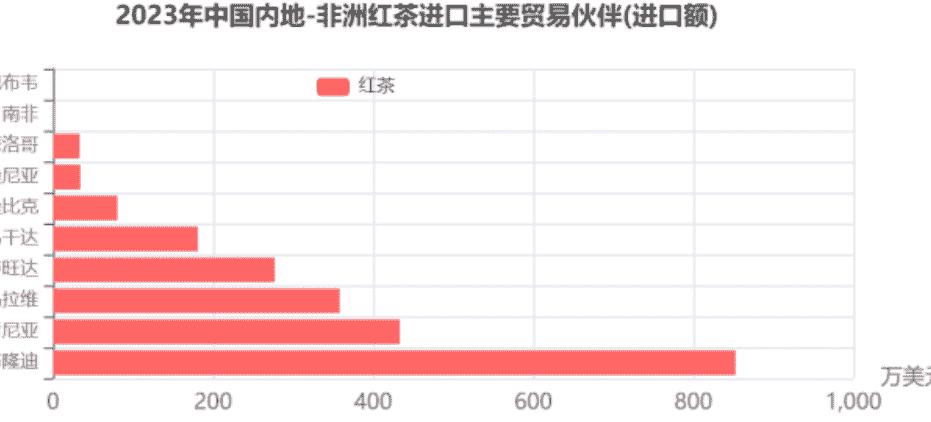 2023年中国内地-非洲红茶进口主要贸易伙伴(进口额)
红茶
布韦
南非
洛哥
尼亚
比克
干达
旺达
拉维
尼亚
隆迪
万美元
0 200 400 600 800 1,000